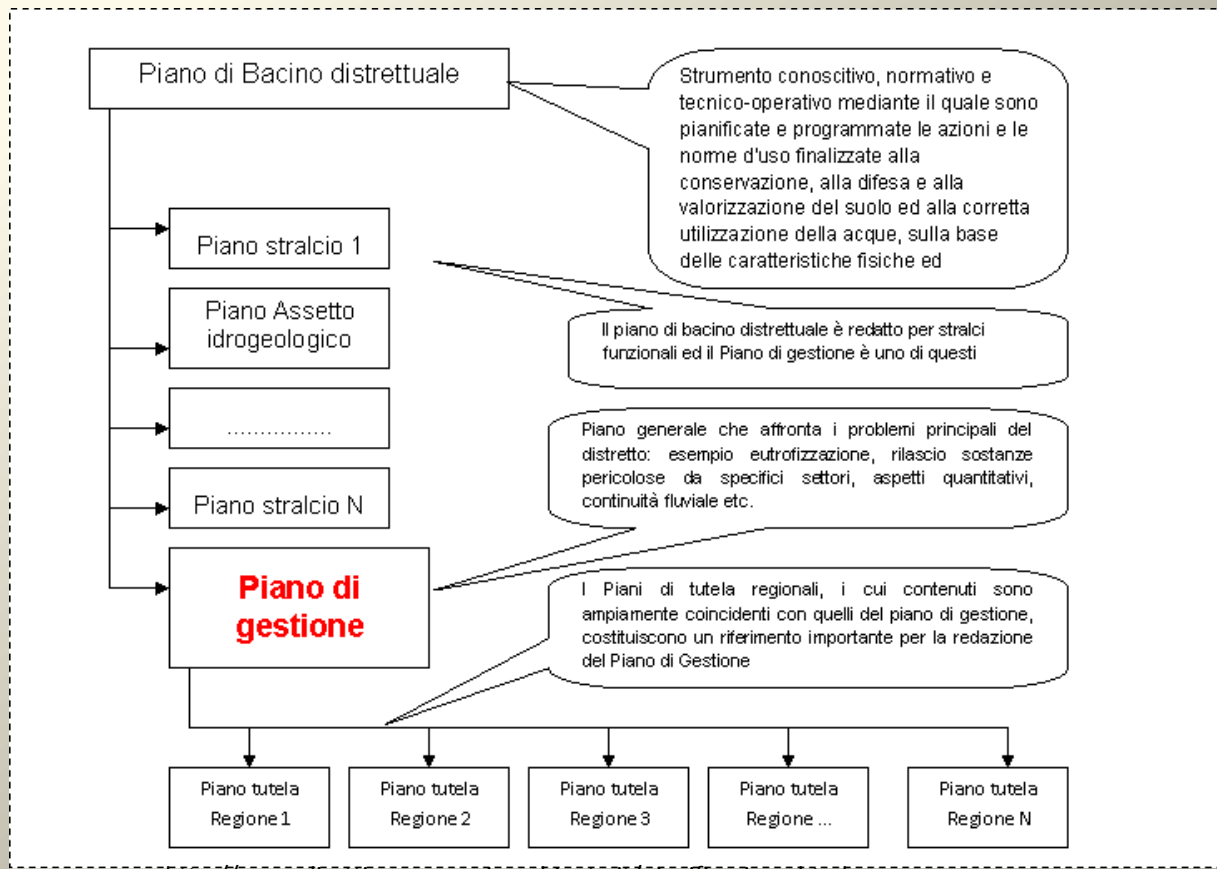 Piano di Bacino distrettuale
Strumento conoscitivo, normativo e
tecnico-operativo mediante il quale sono
pianificate e programmate le azioni e le
norme d'uso finalizzate alla
conservazione, alla difesa e alla
valorizzazione del suolo ed alla corretta
utilizzazione della acque, sulla base
delle caratteristiche fisiche ed
Piano stralcio 1
Piano Assetto
idrogeologico
Il piano di bacino distrettuale è redatto per stralci
funzionali ed il Piano di gestione è uno di questi
...............
Piano generale che affronta i problemi principali del
distretto: esempio eutrofizzazione, rilascio sostanze
pericolose da specifici settori, aspetti quantitativi,
continuità fluviale etc.
Piano stralcio N
Piano di
gestione
I Piani di tutela regionali, i cui contenuti sono
ampiamente coincidenti con quelli del piano di gestione,
costituiscono un riferimento importante per la redazione
del Piano di Gestione
Piano tutela
Regione 1
Piano tutela
Regione 2
Piano tutela
Regione 3
Piano tutela
Regione ...
Piano tutela
Regione N